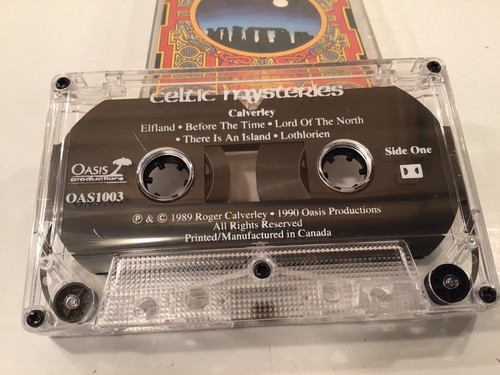 celtic mysteries
Calverley
Elfland • Before The Time • Lord Of The North
• There Is An Island • Lothlorien
Side One
OASIS
productions
OAS1003
℗ & © 1989 Roger Calverley • 1990 Oasis Productions
All Rights Reserved
Printed/Manufactured in Canada